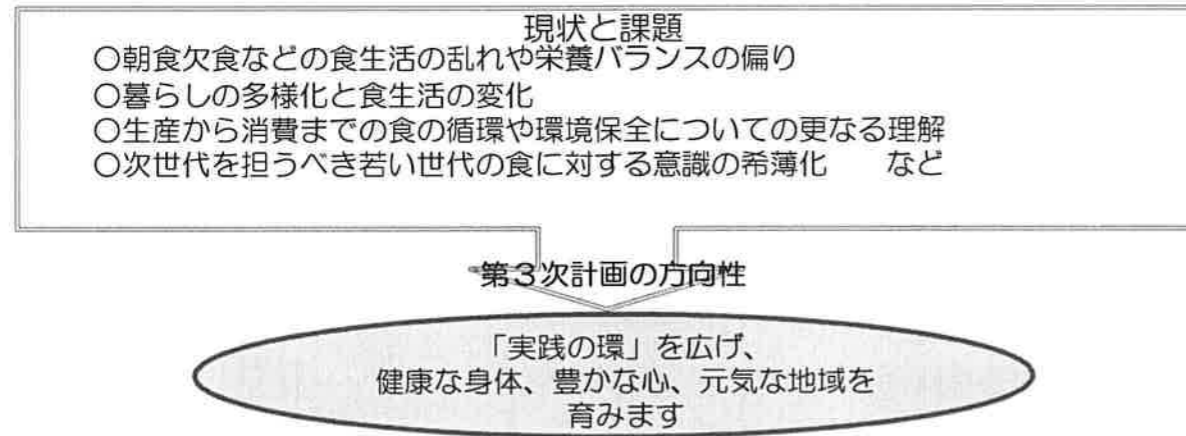 現状と課題
○朝食欠食などの食生活の乱れや栄養バランスの偏り
○暮らしの多様化と食生活の変化
○生産から消費までの食の循環や環境保全についての更なる理解
○次世代を担うべき若い世代の食に対する意識の希薄化　　など
第３次計画の方向性
「実践の環」を広げ、
健康な身体、豊かな心、元気な地域を
育みます